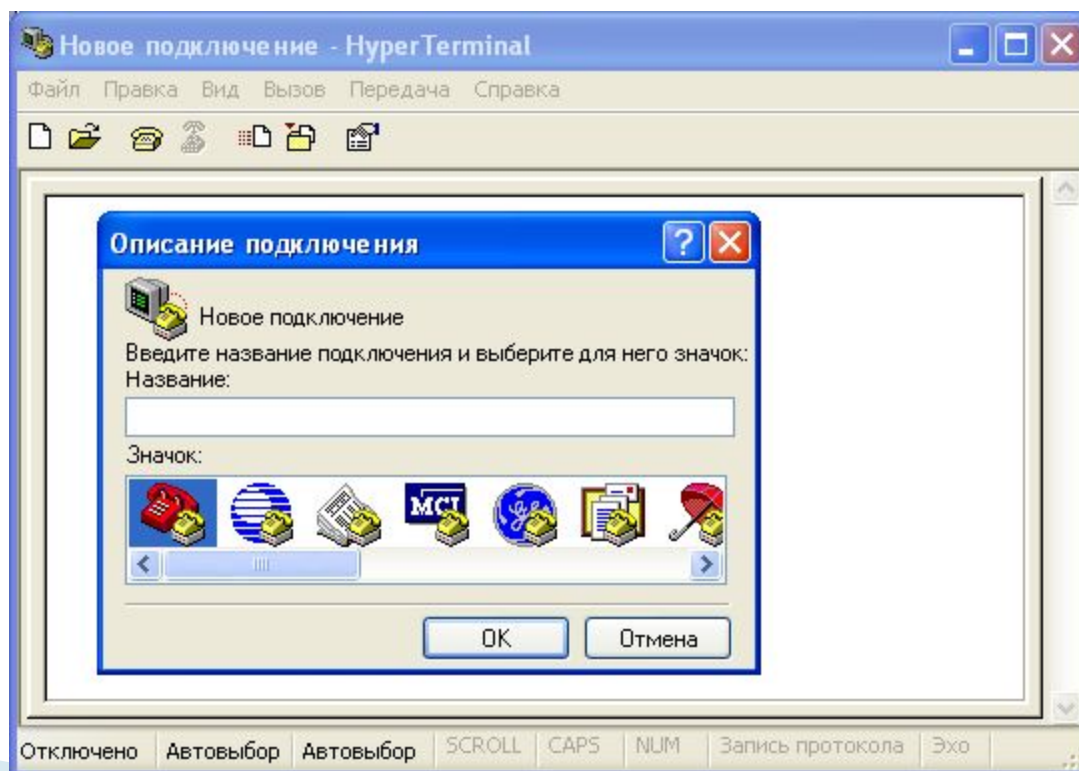 Новое подключение - HyperTerminal
Файл Правка Вид Вызов Передача Справка
Описание подключения
Новое подключение
Введите название подключения и выберите для него значок:
Название:
Значок:
MCI
OK Отмена
Отключено Автовыбор Автовыбор SCROLL CAPS NUM Запись протокола Эхо